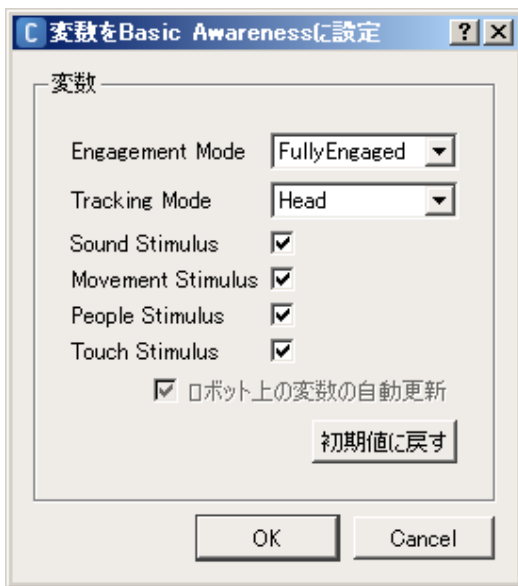 C 変数をBasic Awarenessに設定 ? ×
変数
Engagement Mode FullyEngaged
Tracking Mode Head
Sound Stimulus
Movement Stimulus
People Stimulus
Touch Stimulus
ロボット上の変数の自動更新
初期値に戻す
OK Cancel